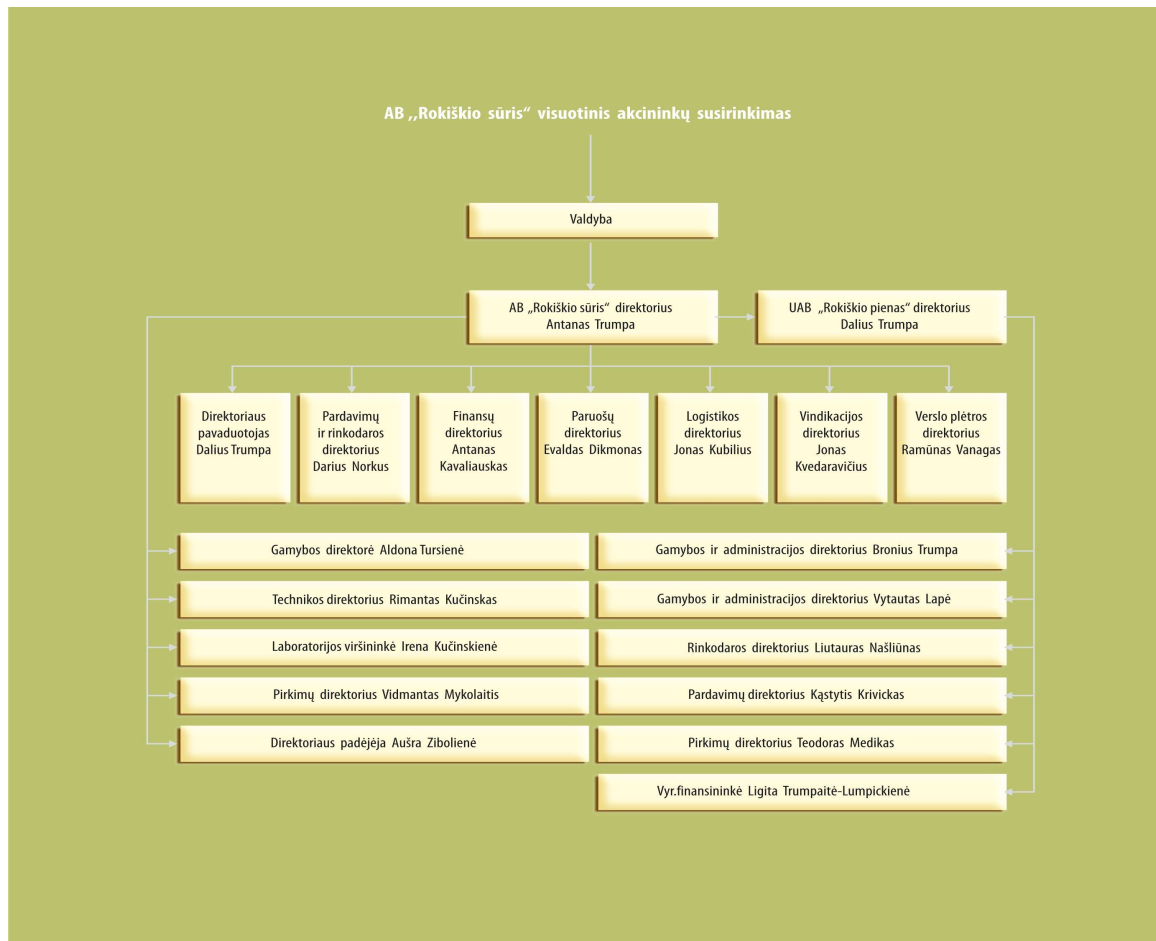 AB ,,Rokiškio sūris“ visuotinis akcininkų susirinkimas
Valdyba
AB „Rokiškio sūris“ direktorius
Antanas Trumpa
UAB „Rokiškio pienas“ direktorius
Dalius Trumpa
Direktoriaus
pavaduotojas
Dalius Trumpa
Pardavimų
ir rinkodaros
direktorius
Darius Norkus
Finansų
direktorius
Antanas
Kavaliauskas
Paruošų
direktorius
Evaldas Dikmonas
Logistikos
direktorius
Jonas Kubilius
Vindikacijos
direktorius
Jonas
Kvedaravičius
Verslo plėtros
direktorius
Ramūnas Vanagas
Gamybos direktorė Aldona Tursienė
Technikos direktorius Rimantas Kučinskas
Laboratorijos viršininkė Irena Kučinskienė
Pirkimų direktorius Vidmantas Mykolaitis
Direktoriaus padėjėja Aušra Zibolienė
Gamybos ir administracijos direktorius Bronius Trumpa
Gamybos ir administracijos direktorius Vytautas Lapė
Rinkodaros direktorius Liutauras Našliūnas
Pardavimų direktorius Kąstytis Krivickas
Pirkimų direktorius Teodoras Medikas
Vyr.finansininkė Ligita Trumpaitė-Lumpickienė